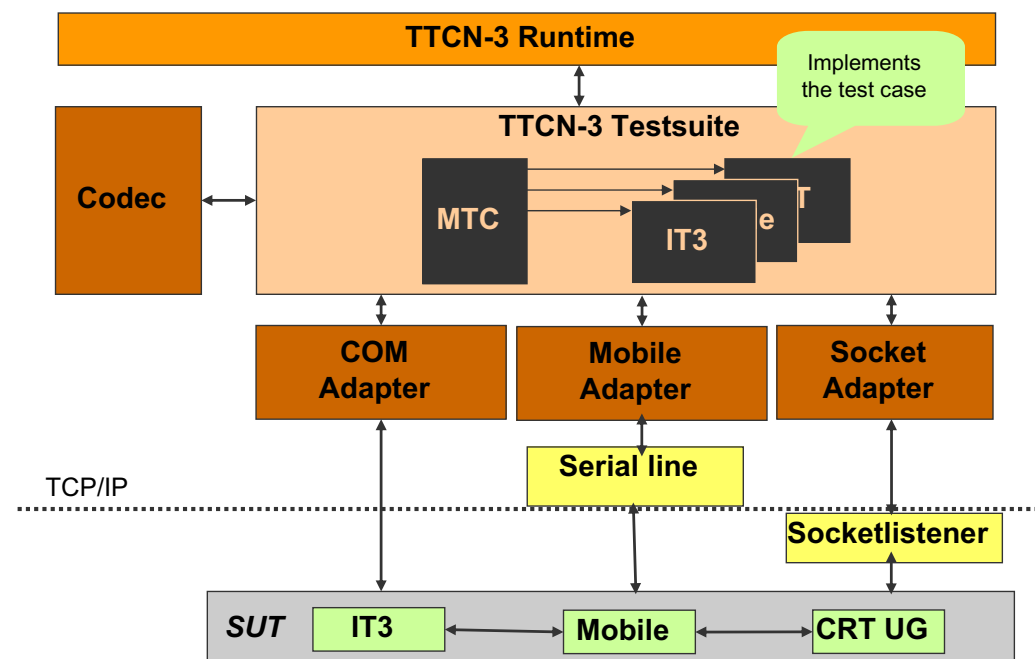 TTCN-3 Runtime
Implements
the test case
TTCN-3 Testsuite
Codec
MTC
T
e
IT3
COM
Adapter
Mobile
Adapter
Socket
Adapter
Serial line
TCP/IP
Socketlistener
SUT
IT3
Mobile
CRT UG